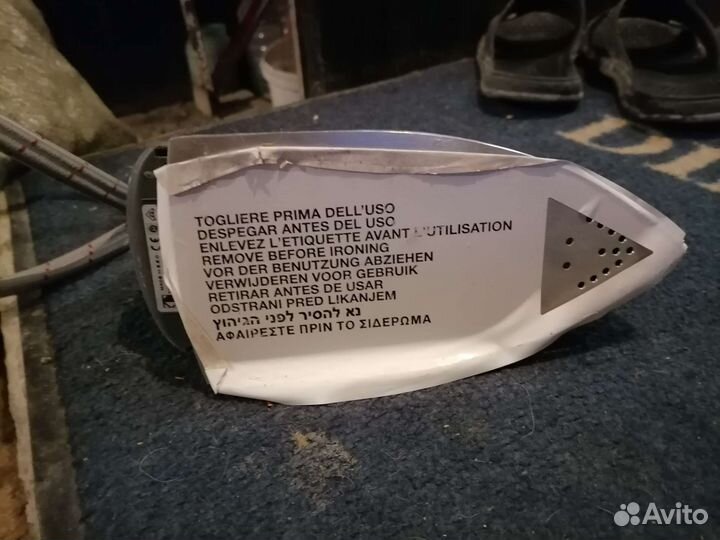 TOGLIERE PRIMA DELL'USO
DESPEGAR ANTES DEL USO
ENLEVEZ L'ETIQUETTE AVANT L'UTILISATION
REMOVE BEFORE IRONING
VOR DER BENUTZUNG ABZIEHEN
VERWIJDEREN VOOR GEBRUIK
RETIRAR ANTES DE USAR
ODSTRANI PRED LIKANJEM
נא להסיר לפני הגיהוץ
ΑΦΑΙΡΕΣΤΕ ΠΡΙΝ ΤΟ ΣΙΔΕΡΩΜΑ
Avito